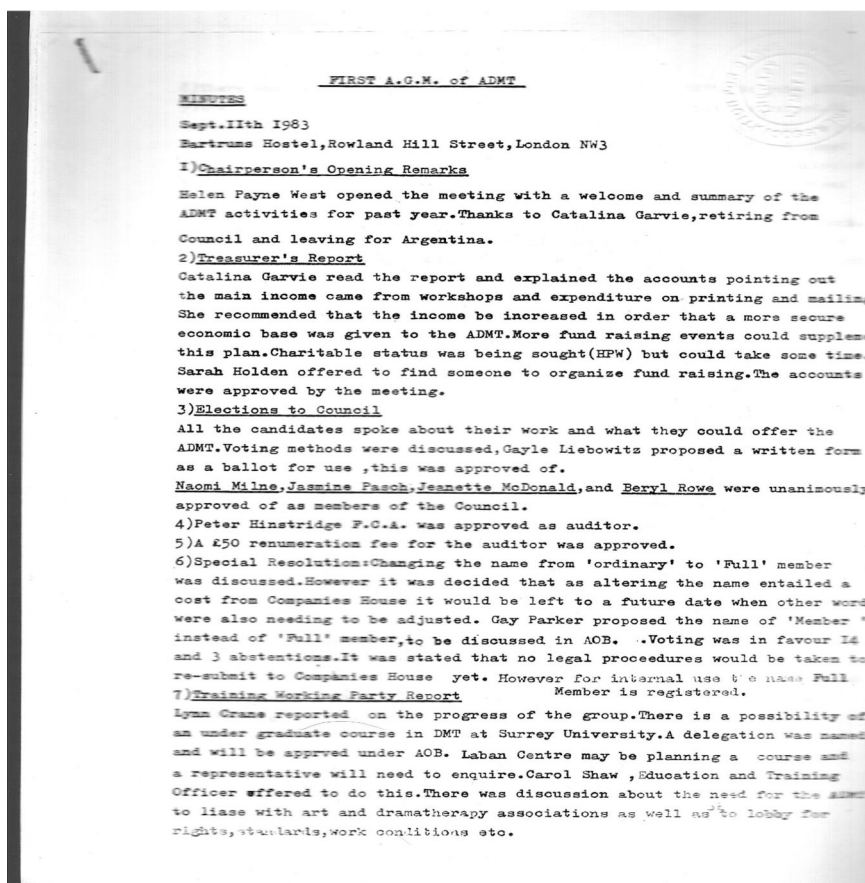 FIRST A.G.M. of ADMT
MINUTES
Sept.IIth I983
Bartrums Hostel,Rowland Hill Street,London NW3
I)Chairperson's Opening Remarks
Helen Payne West opened the meeting with a welcome and summary of the
ADMT activities for past year.Thanks to Catalina Garvie,retiring from
Council and leaving for Argentina.
2)Treasurer's Report
Catalina Garvie read the report and explained the accounts pointing out
the main income came from workshops and expenditure on printing and mailin
She recommended that the income be increased in order that a more secure
economic base was given to the ADMT.More fund raising events could supplem
this plan.Charitable status was being sought(HPW) but could take some time.
Sarah Holden offered to find someone to organize fund raising.The accounts
were approved by the meeting.
3)Elections to Council
All the candidates spoke about their work and what they could offer the
ADMT.Voting methods were discussed,Gayle Liebowitz proposed a written form
as a ballot for use ,this was approved of.
Naomi Milne,Jasmine Pasch,Jeanette McDonald,and Beryl Rowe were unanimously
approved of as members of the Council.
4)Peter Hinstridge F.C.A. was approved as auditor.
5)A £50 renumeration fee for the auditor was approved.
6)Special Resolution:Changing the name from 'ordinary' to 'Full' member
was discussed.However it was decided that as altering the name entailed a
cost from Companies House it would be left to a future date when other word
were also needing to be adjusted. Gay Parker proposed the name of 'Member '
instead of 'Full' member,to be discussed in AOB. .Voting was in favour I4
and 3 abstentions.It was stated that no legal proceedures would be taken to
re-submit to Companies House yet. However for internal use the name Full
Member is registered.
7)Training Working Party Report
Lynn Crane reported on the progress of the group.There is a possibility of
an under graduate course in DMT at Surrey University.A delegation was named
and will be apprved under AOB. Laban Centre may be planning a course and
a representative will need to enquire.Carol Shaw ,Education and Training
Officer offered to do this.There was discussion about the need for the ADMT
to liase with art and dramatherapy associations as well as to lobby for
rights,standards,work conditions etc.